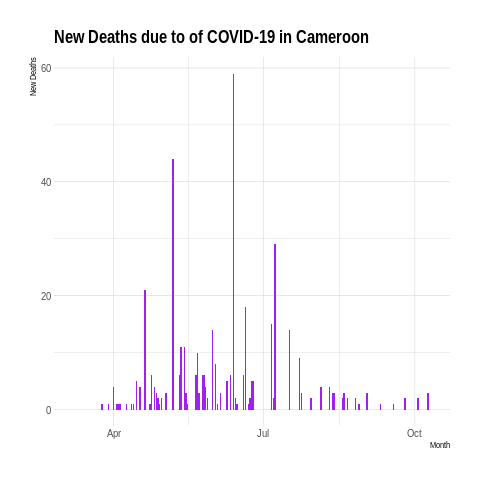 New Deaths due to of COVID-19 in Cameroon
New Deaths
60
40
20
0
Apr
Jul
Oct
Month